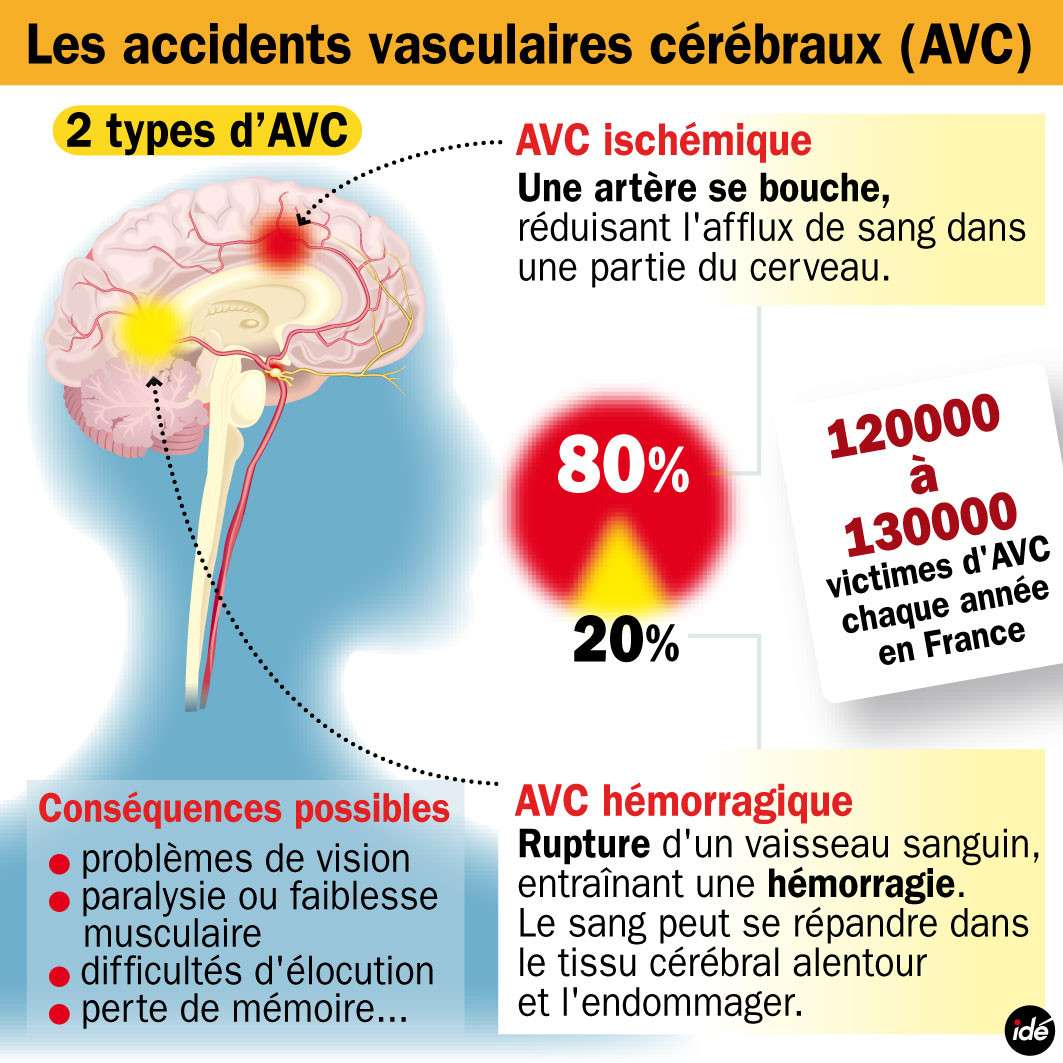 Les accidents vasculaires cérébraux (AVC)
2 types d'AVC
AVC ischémique
Une artère se bouche,
réduisant l'afflux de sang dans
une partie du cerveau.
80%
20%
120000
à
130000
victimes d'AVC
chaque année
en France
Conséquences possibles
problèmes de vision
paralysie ou faiblesse
musculaire
difficultés d'élocution
perte de mémoire...
AVC hémorragique
Rupture d'un vaisseau sanguin,
entraînant une hémorragie.
Le sang peut se répandre dans
le tissu cérébral alentour
et l'endommager.
idé